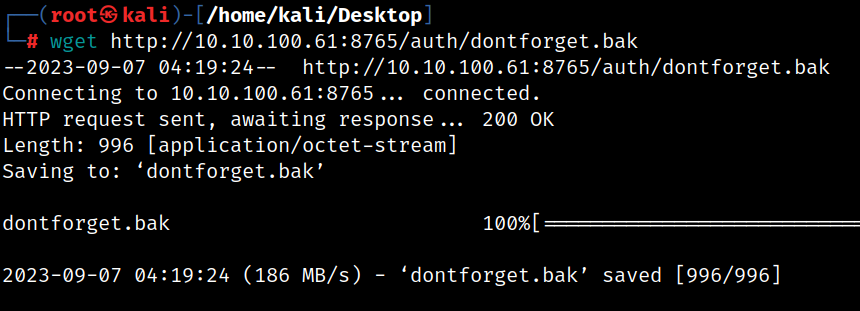 ┌──(root㉿kali)-[/home/kali/Desktop]
└─# wget http://10.10.100.61:8765/auth/dontforget.bak
--2023-09-07 04:19:24--  http://10.10.100.61:8765/auth/dontforget.bak
Connecting to 10.10.100.61:8765... connected.
HTTP request sent, awaiting response... 200 OK
Length: 996 [application/octet-stream]
Saving to: ‘dontforget.bak’
dontforget.bak                          100%[==============================
2023-09-07 04:19:24 (186 MB/s) - ‘dontforget.bak’ saved [996/996]